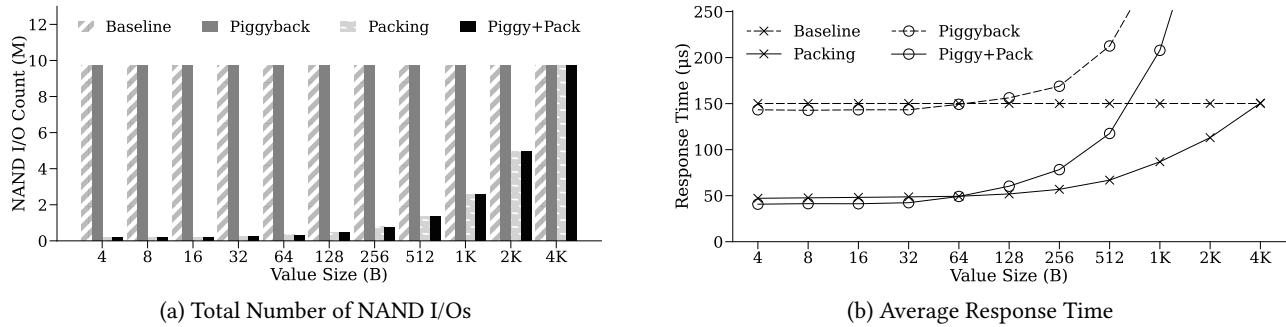 Baseline Piggyback Packing Piggy+Pack
NAND I/O Count (M)
12
10
8
6
4
2
0
4 8 16 32 64 128 256 512 1K 2K 4K
Value Size (B)
(a) Total Number of NAND I/Os
Baseline Piggyback
Packing Piggy+Pack
Response Time (μs)
250
200
150
100
50
0
4 8 16 32 64 128 256 512 1K 2K 4K
Value Size (B)
(b) Average Response Time